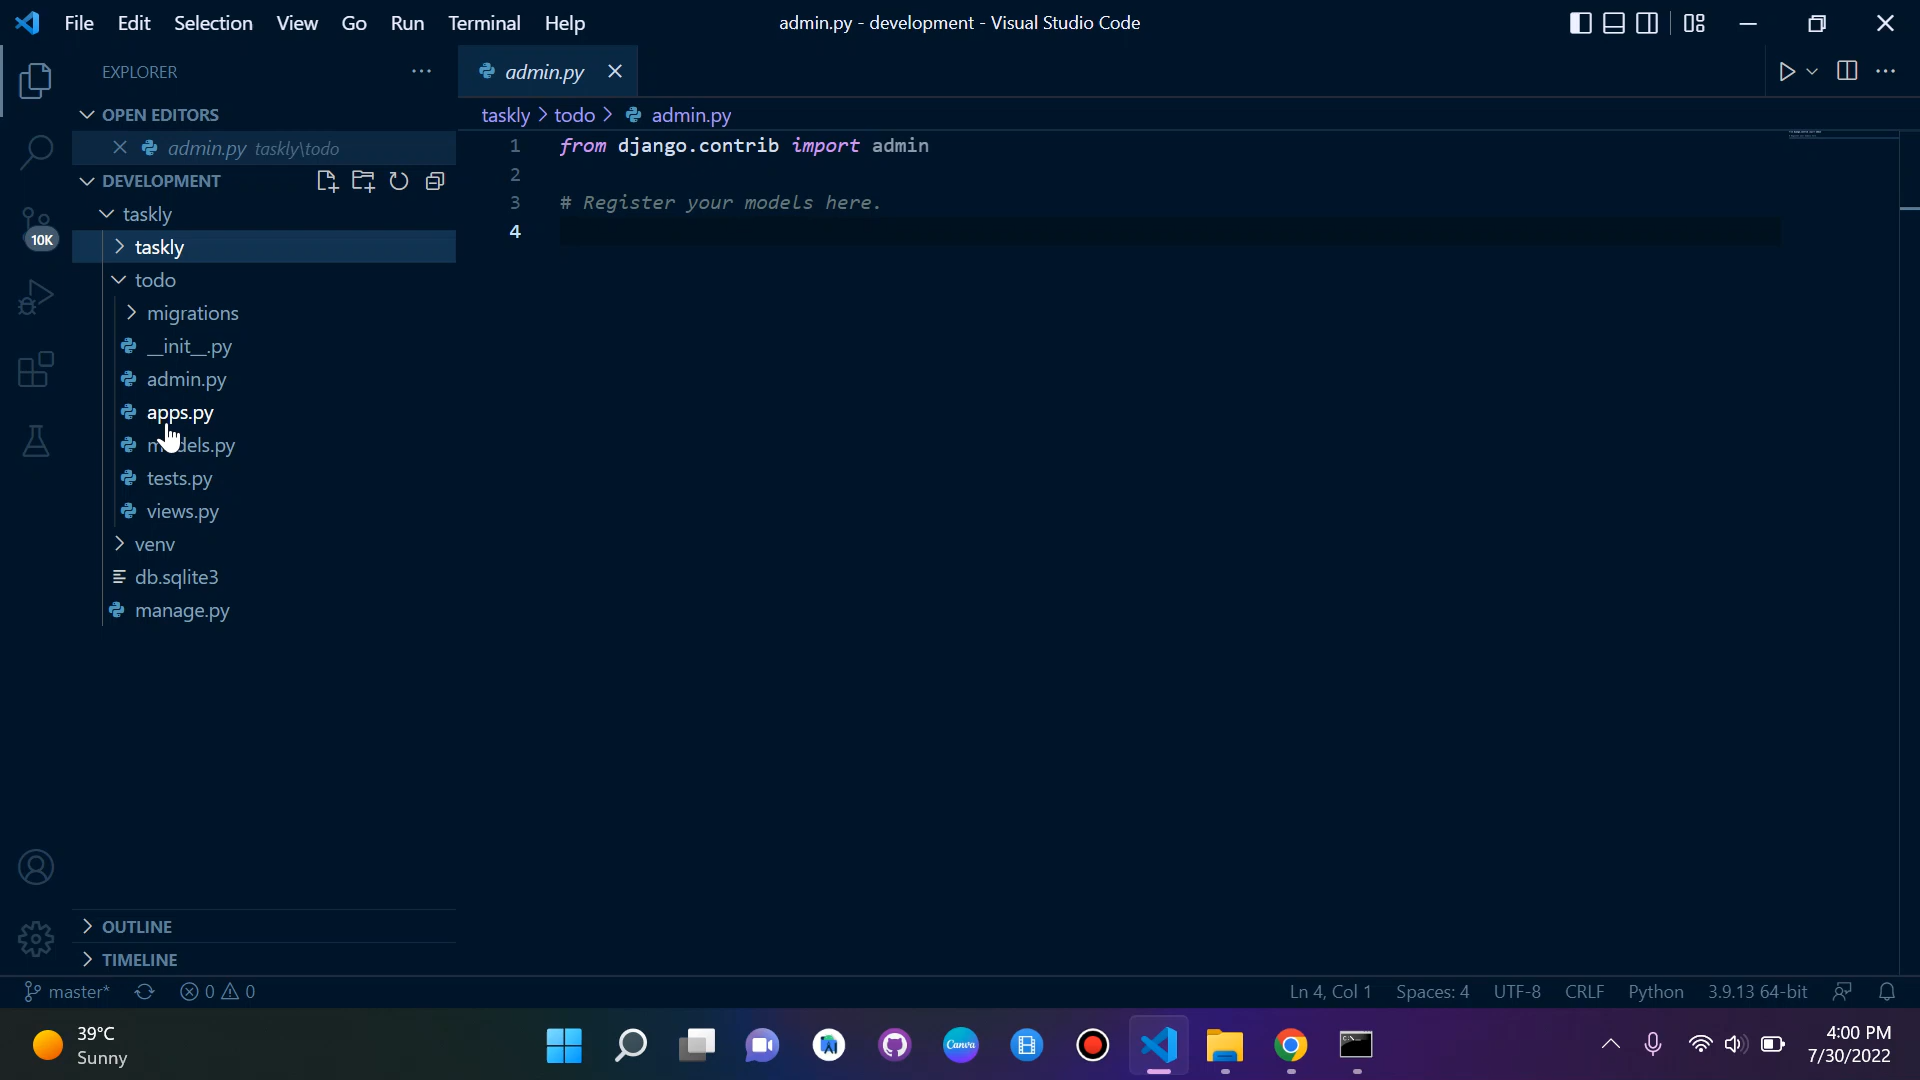 File Edit Selection View Go Run Terminal Help
admin.py - development - Visual Studio Code
EXPLORER
admin.py
OPEN EDITORS
admin.py taskly\todo
DEVELOPMENT
taskly
taskly
todo
migrations
__init__.py
admin.py
apps.py
models.py
tests.py
views.py
venv
db.sqlite3
manage.py
OUTLINE
TIMELINE
10K
taskly > todo > admin.py
1 from django.contrib import admin
2
3 # Register your models here.
4
master* 0 0
Ln 4, Col 1 Spaces: 4 UTF-8 CRLF Python 3.9.13 64-bit
39°C
Sunny
Canva
4:00 PM
7/30/2022